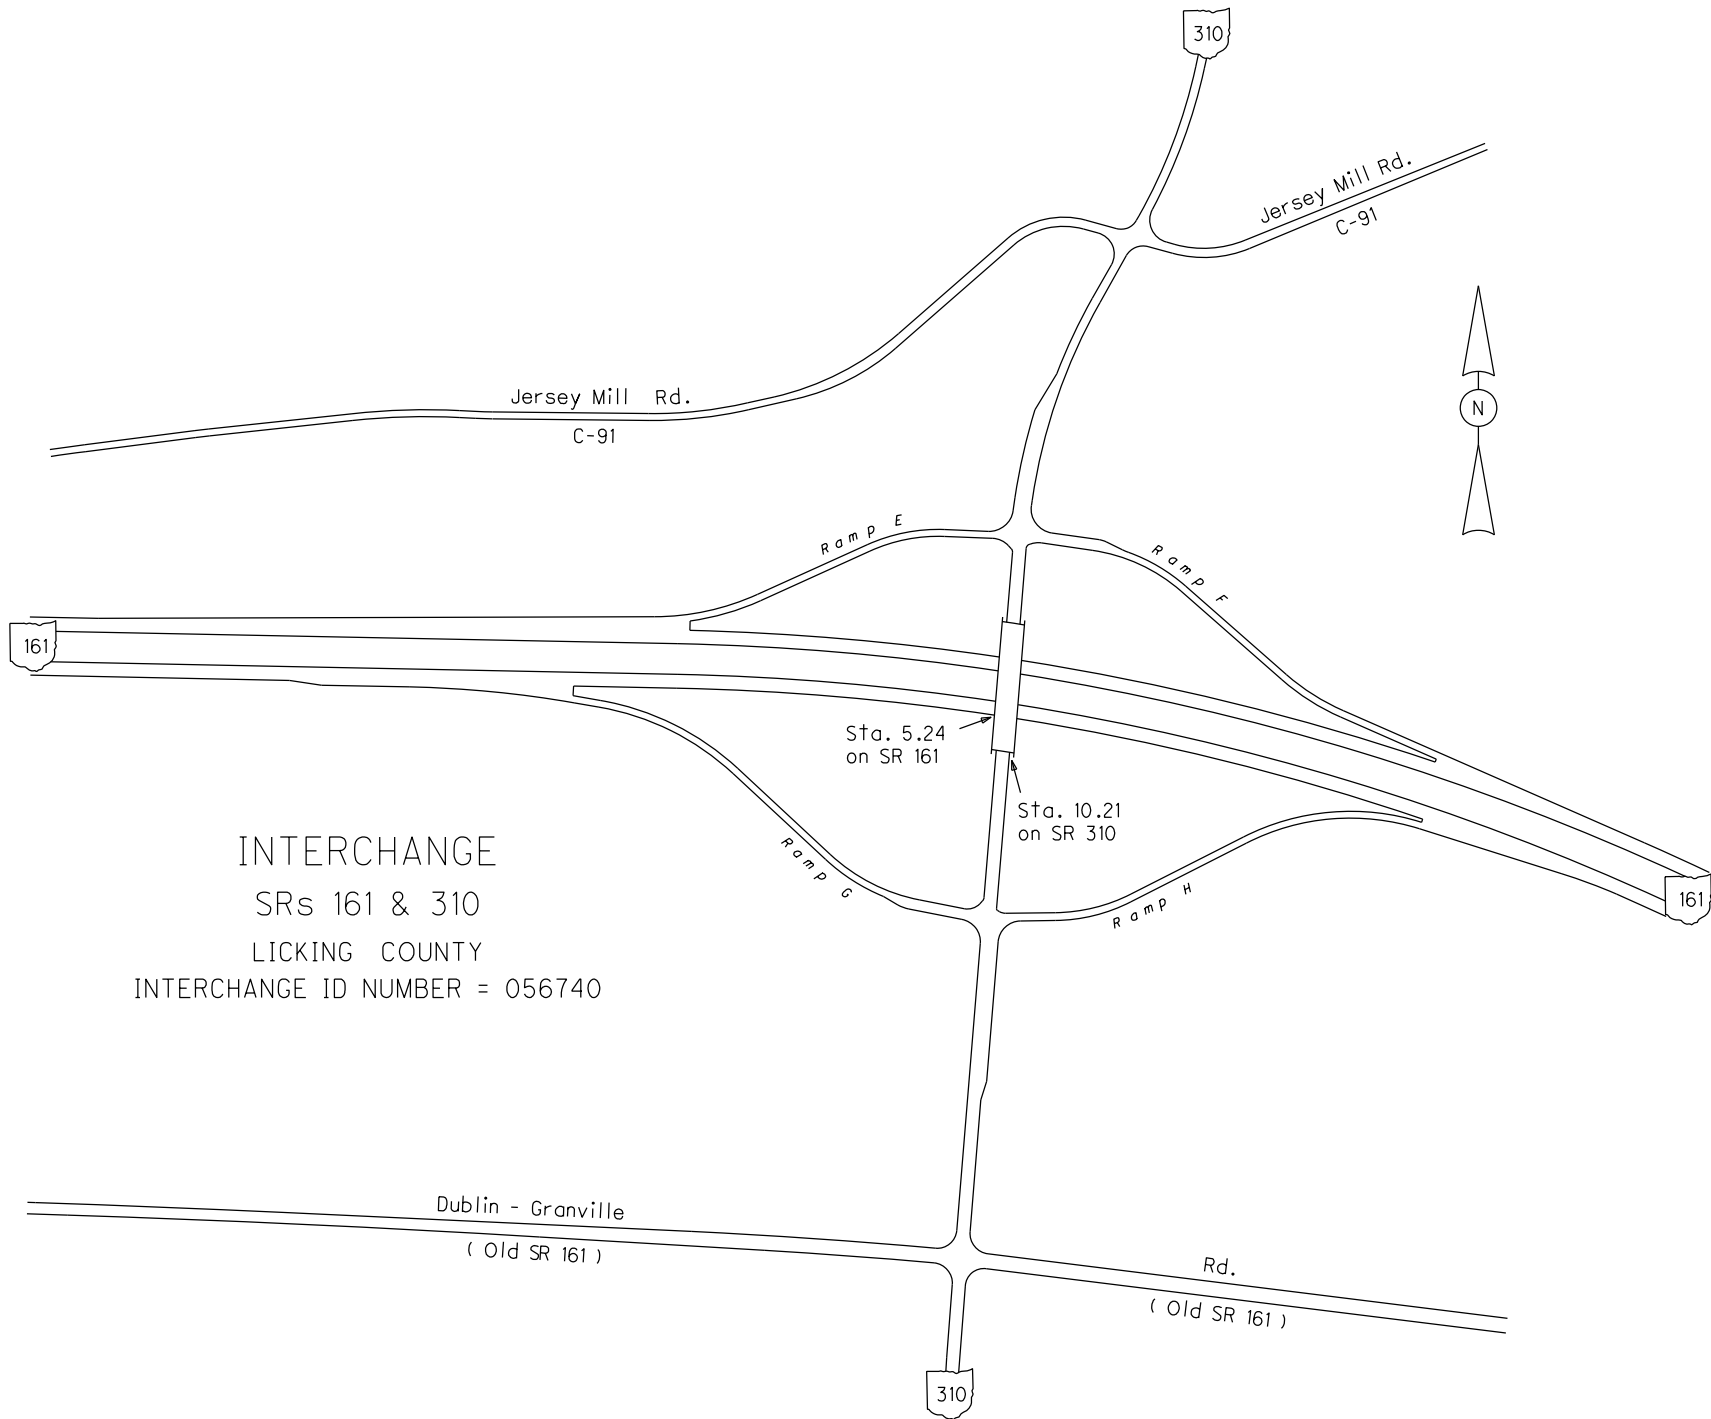 310
Jersey Mill Rd.
C-91
Jersey Mill Rd.
C-91
N
Ramp E
Ramp F
161
Sta. 5.24
on SR 161
Sta. 10.21
on SR 310
INTERCHANGE
SRs 161 & 310
LICKING COUNTY
INTERCHANGE ID NUMBER = 056740
Ramp G
Ramp H
161
Dublin - Granville
( Old SR 161 )
Rd.
( Old SR 161 )
310